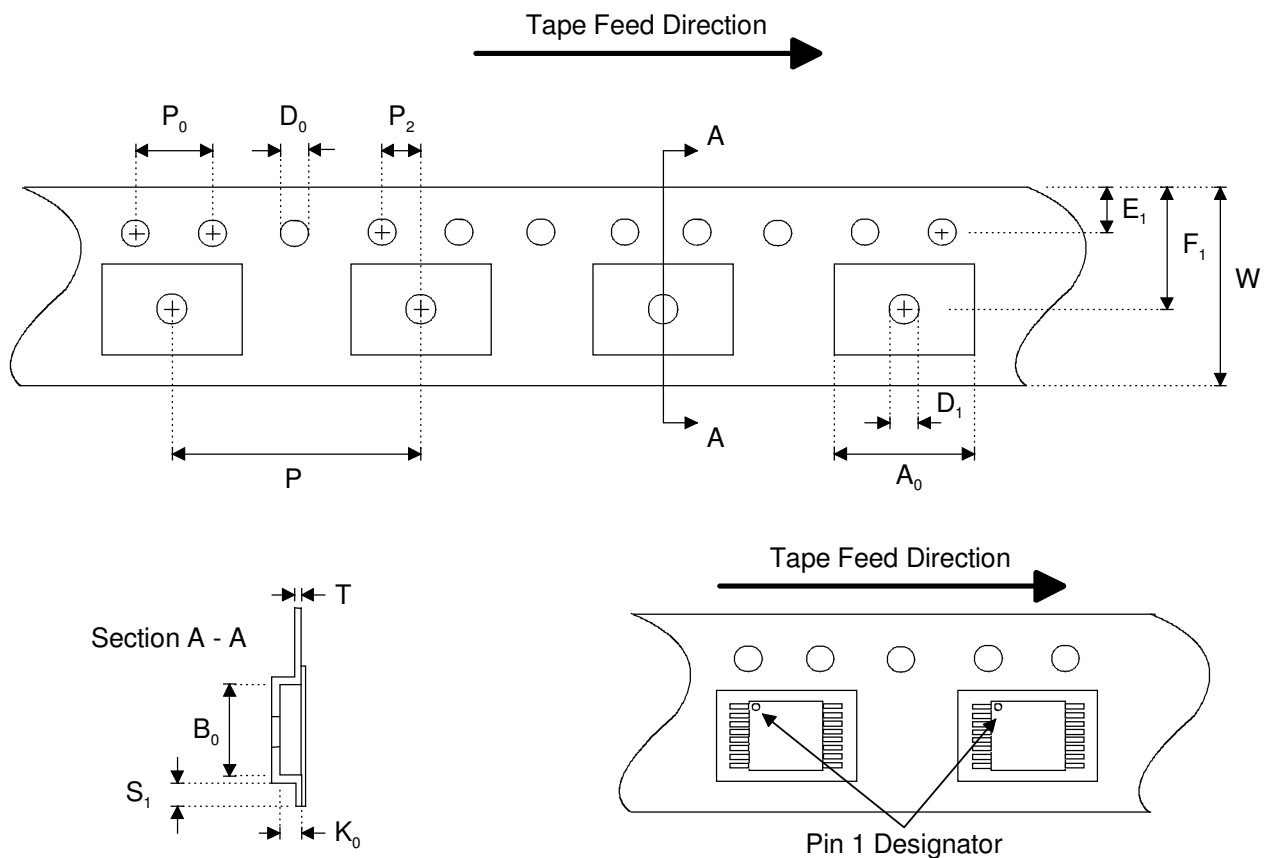 Tape Feed Direction
P₀ D₀ P₂ A
E₁
F₁
W
D₁
A
P A₀
Tape Feed Direction
T
Section A - A
B₀
S₁
K₀
Pin 1 Designator